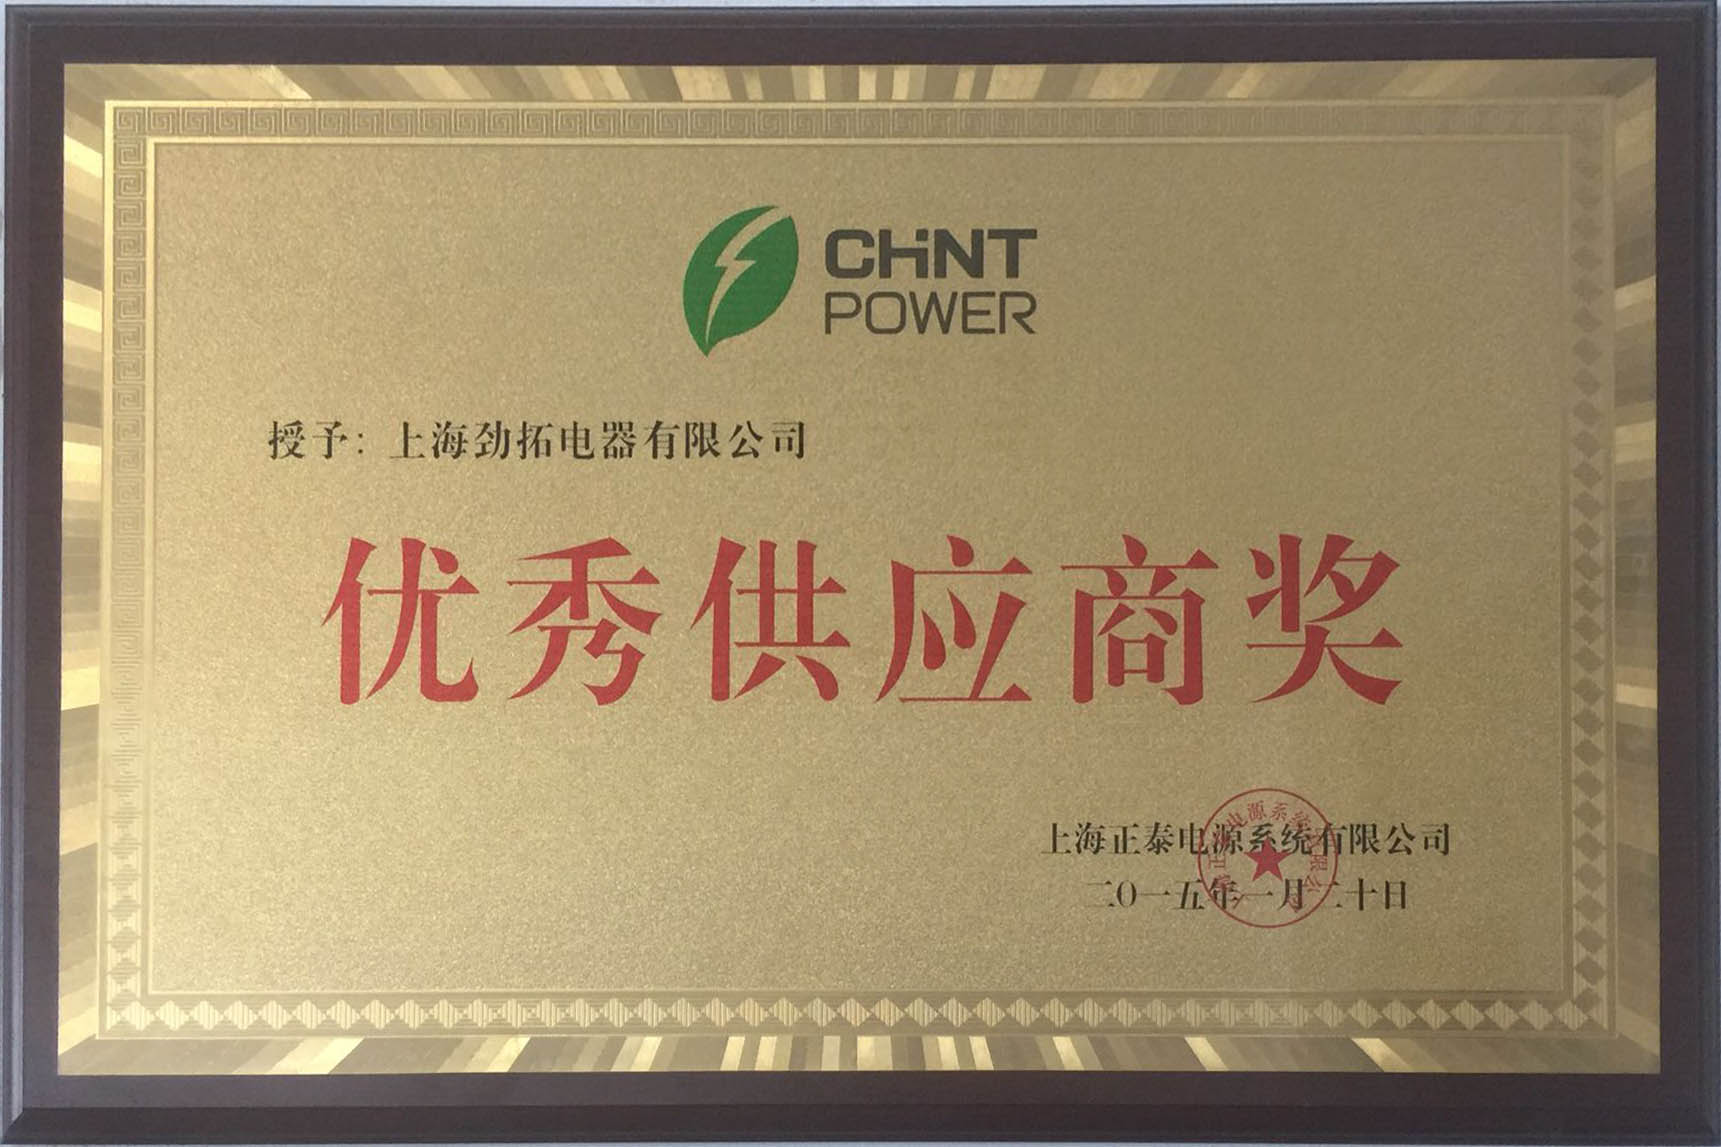 CHiNT
POWER
授予：上海劲拓电器有限公司
优秀供应商奖
上海正泰电源系统有限公司
二〇一五年一月二十日